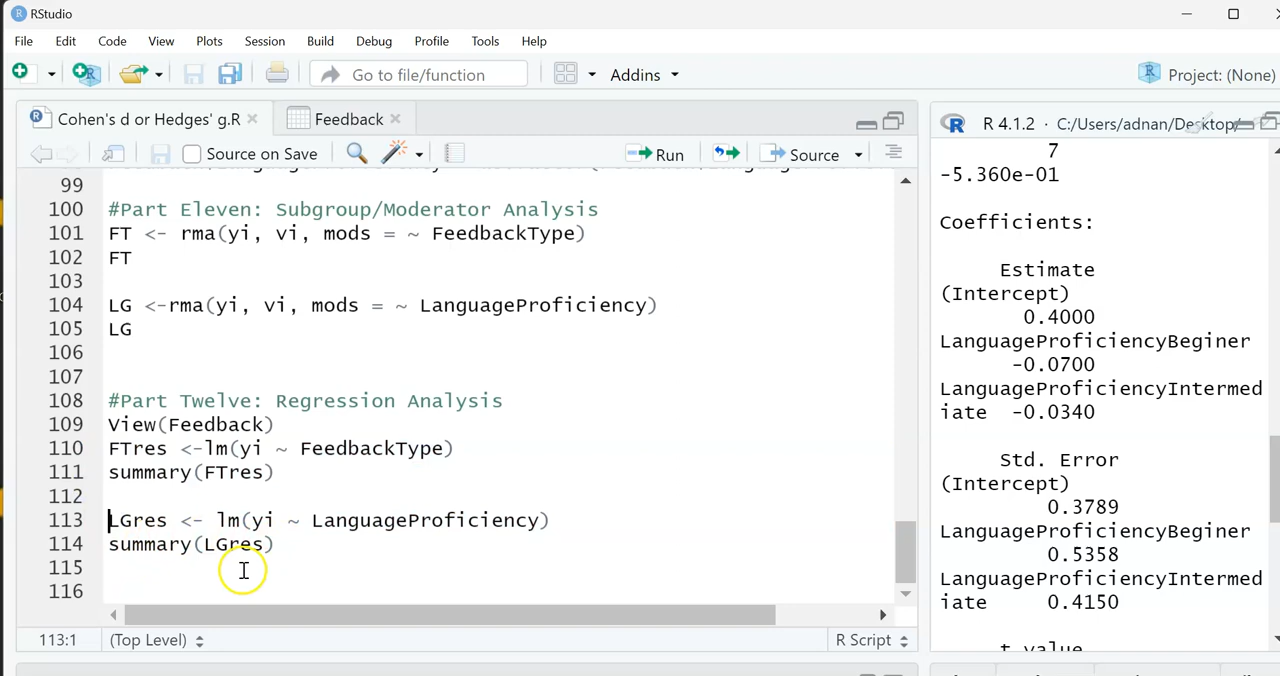 RStudio
File Edit Code View Plots Session Build Debug Profile Tools Help
Go to file/function Addins Project: (None)
Cohen's d or Hedges' g.R Feedback
Source on Save Run Source
99
100 #Part Eleven: Subgroup/Moderator Analysis
101 FT <- rma(yi, vi, mods = ~ FeedbackType)
102 FT
103
104 LG <-rma(yi, vi, mods = ~ LanguageProficiency)
105 LG
106
107
108 #Part Twelve: Regression Analysis
109 View(Feedback)
110 FTres <-lm(yi ~ FeedbackType)
111 summary(FTres)
112
113 LGres <- lm(yi ~ LanguageProficiency)
114 summary(LGres)
115
116
113:1 (Top Level) R Script
R 4.1.2 · C:/Users/adnan/Desktop/
7
-5.360e-01
Coefficients:
Estimate
(Intercept)
0.4000
LanguageProficiencyBeginer
-0.0700
LanguageProficiencyIntermed
iate -0.0340
Std. Error
(Intercept)
0.3789
LanguageProficiencyBeginer
0.5358
LanguageProficiencyIntermed
iate 0.4150
t value